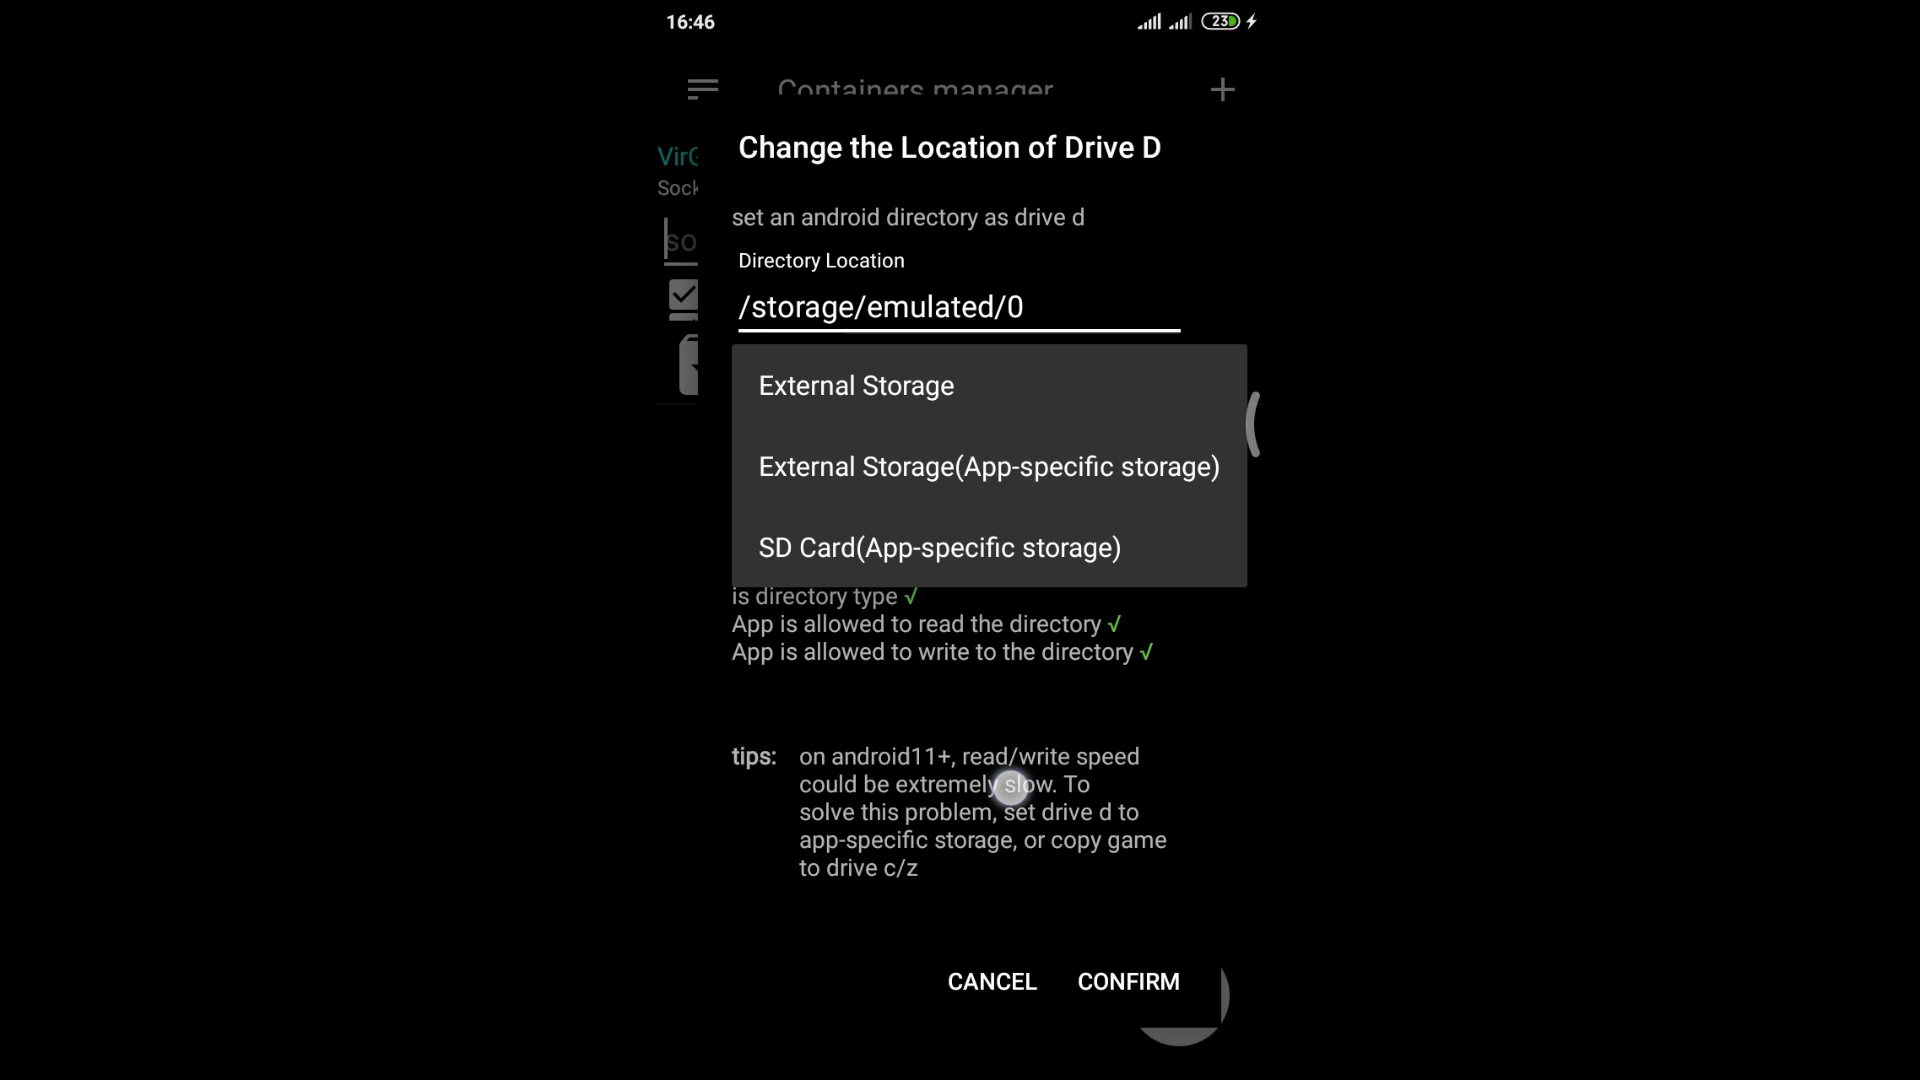 16:46
23
Containers manager
Change the Location of Drive D
Sock
so
set an android directory as drive d
Directory Location
/storage/emulated/0
External Storage
External Storage(App-specific storage)
SD Card(App-specific storage)
is directory type √
App is allowed to read the directory √
App is allowed to write to the directory √
tips: on android11+, read/write speed
could be extremely slow. To
solve this problem, set drive d to
app-specific storage, or copy game
to drive c/z
CANCEL CONFIRM